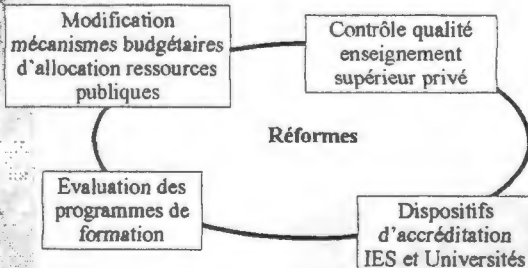 Modification
mécanismes budgétaires
d'allocation ressources
publiques
Contrôle qualité
enseignement
supérieur privé
Réformes
Evaluation des
programmes de
formation
Dispositifs
d'accréditation
IES et Universités